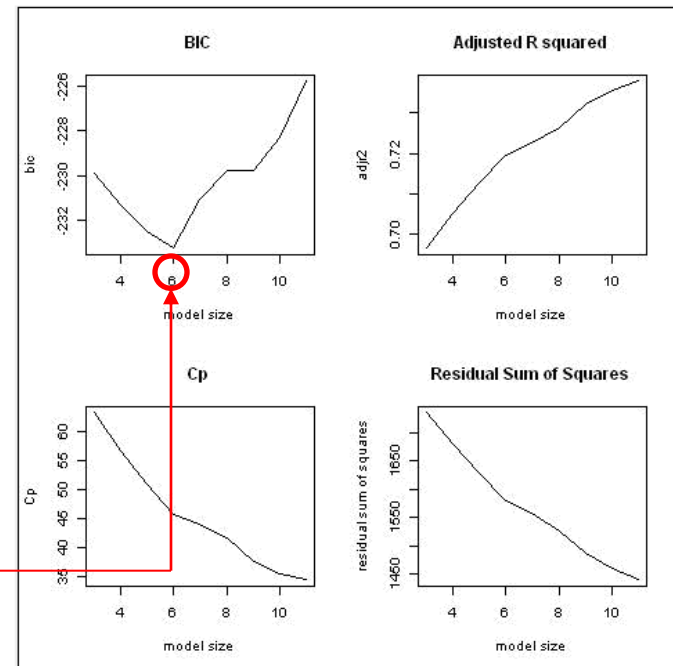 BIC
bic
-226
-228
-230
-232
4 6 8 10
model size
Adjusted R squared
adjr2
0.72
0.70
4 6 8 10
model size
Cp
Cp
60
55
50
45
40
35
4 6 8 10
model size
Residual Sum of Squares
residual sum of squares
1650
1550
1450
4 6 8 10
model size